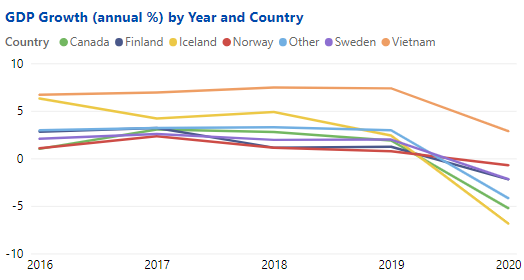 GDP Growth (annual %) by Year and Country
Country Canada Finland Iceland Norway Other Sweden Vietnam
10
5
0
-5
-10
2016 2017 2018 2019 2020